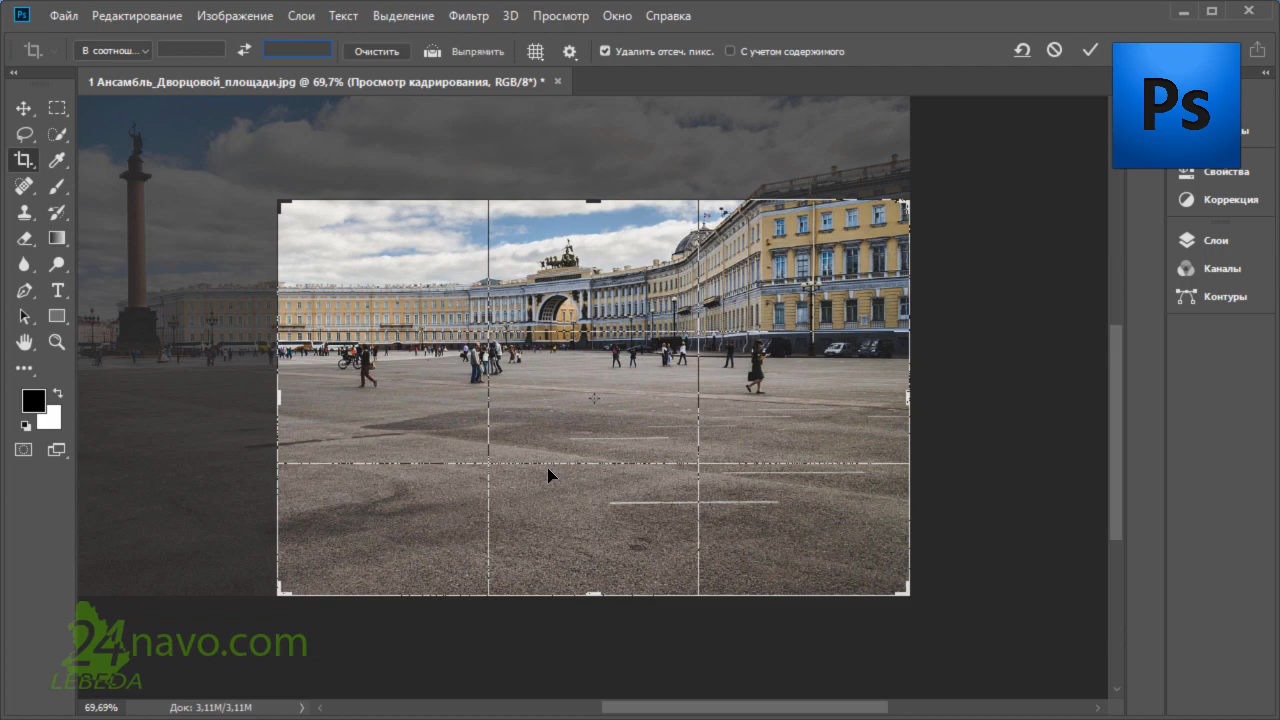 Ps
Файл Редактирование Изображение Слои Текст Выделение Фильтр 3D Просмотр Окно Справка
В соотнош... Очистить Выпрямить Удалить отсеч. пикс. С учетом содержимого
1 Ансамбль_Дворцовой_площади.jpg @ 69,7% (Просмотр кадрирования, RGB/8*) *
Ps
Свойства
Коррекция
Слои
Каналы
Контуры
T
24navo.com
LEBEDA
69,69% Док: 3,11M/3,11M